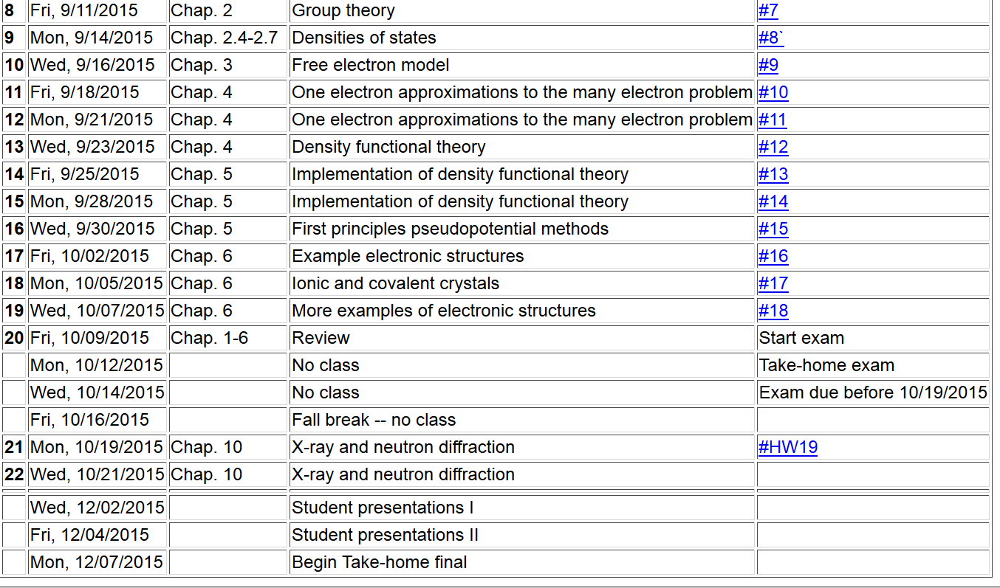 8 Fri, 9/11/2015 Chap. 2 Group theory #7
9 Mon, 9/14/2015 Chap. 2.4-2.7 Densities of states #8`
10 Wed, 9/16/2015 Chap. 3 Free electron model #9
11 Fri, 9/18/2015 Chap. 4 One electron approximations to the many electron problem #10
12 Mon, 9/21/2015 Chap. 4 One electron approximations to the many electron problem #11
13 Wed, 9/23/2015 Chap. 4 Density functional theory #12
14 Fri, 9/25/2015 Chap. 5 Implementation of density functional theory #13
15 Mon, 9/28/2015 Chap. 5 Implementation of density functional theory #14
16 Wed, 9/30/2015 Chap. 5 First principles pseudopotential methods #15
17 Fri, 10/02/2015 Chap. 6 Example electronic structures #16
18 Mon, 10/05/2015 Chap. 6 Ionic and covalent crystals #17
19 Wed, 10/07/2015 Chap. 6 More examples of electronic structures #18
20 Fri, 10/09/2015 Chap. 1-6 Review Start exam
Mon, 10/12/2015 No class Take-home exam
Wed, 10/14/2015 No class Exam due before 10/19/2015
Fri, 10/16/2015 Fall break -- no class
21 Mon, 10/19/2015 Chap. 10 X-ray and neutron diffraction #HW19
22 Wed, 10/21/2015 Chap. 10 X-ray and neutron diffraction
Wed, 12/02/2015 Student presentations I
Fri, 12/04/2015 Student presentations II
Mon, 12/07/2015 Begin Take-home final